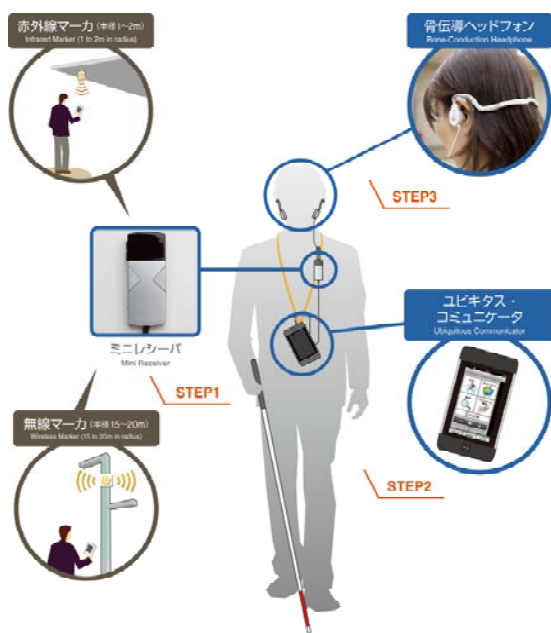 赤外線マーカ（半径 1〜2m）
Infrared Marker (1 to 2m in radius)
骨伝導ヘッドフォン
Bone-Conduction Headphone
STEP3
ミニレシーバ
Mini Receiver
STEP1
ユビキタス・
コミュニケータ
Ubiquitous Communicator
無線マーカ（半径 15〜20m）
Wireless Marker (15 to 20m in radius)
STEP2